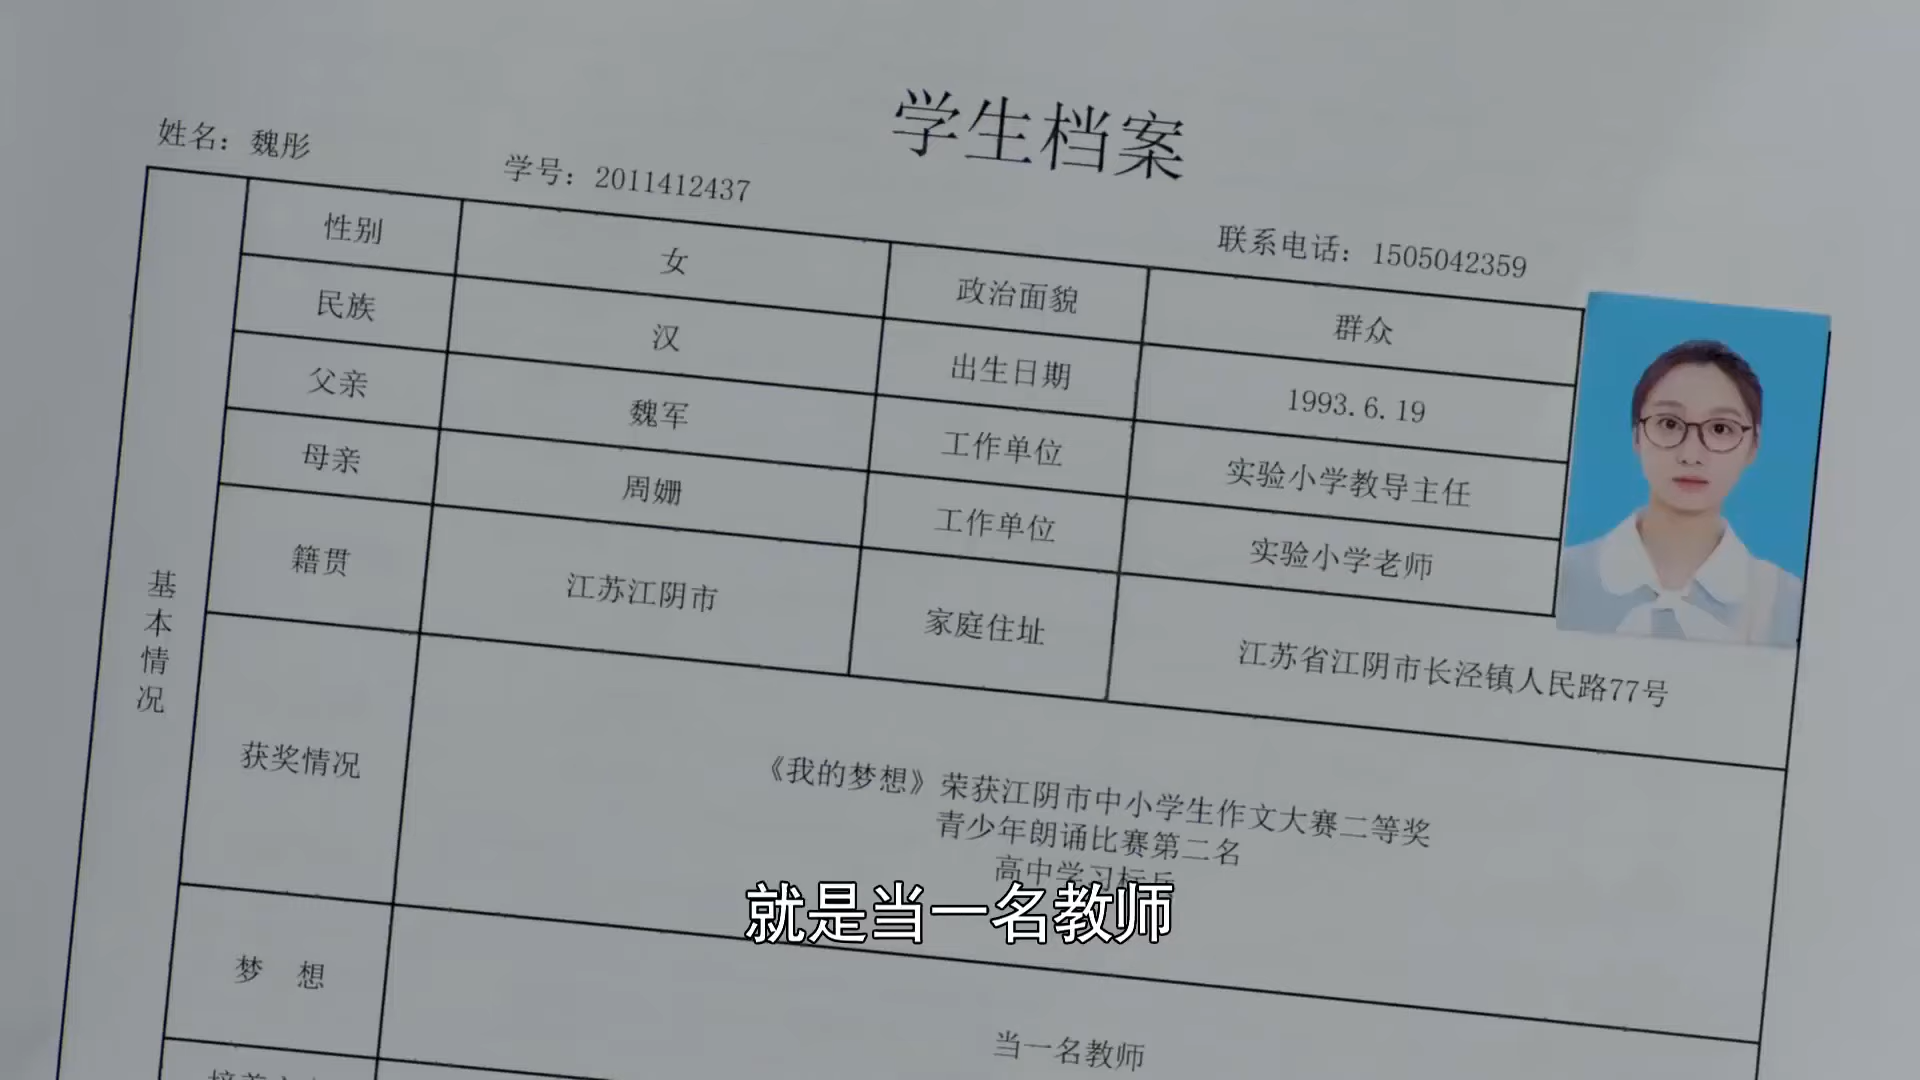 学生档案
姓名：魏彤
学号：2011412437
联系电话：1505042359
基本情况
性别 女 政治面貌 群众
民族 汉 出生日期 1993.6.19
父亲 魏军 工作单位 实验小学教导主任
母亲 周姗 工作单位 实验小学老师
籍贯 江苏江阴市 家庭住址 江苏省江阴市长泾镇人民路77号
获奖情况
《我的梦想》荣获江阴市中小学生作文大赛二等奖
青少年朗诵比赛第二名
高中学习标兵
就是当一名教师
梦 想 当一名教师